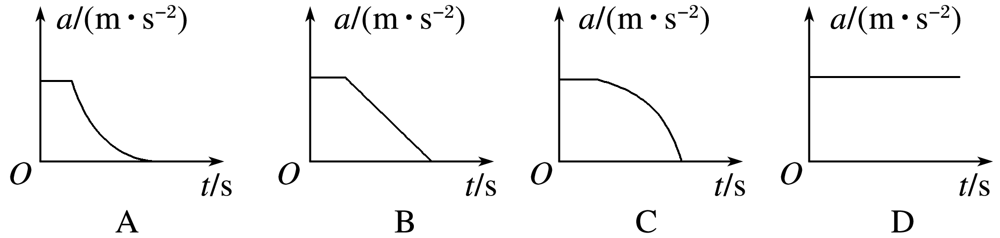 a/(m·s⁻²) a/(m·s⁻²) a/(m·s⁻²) a/(m·s⁻²)
O t/s O t/s O t/s O t/s
A B C D